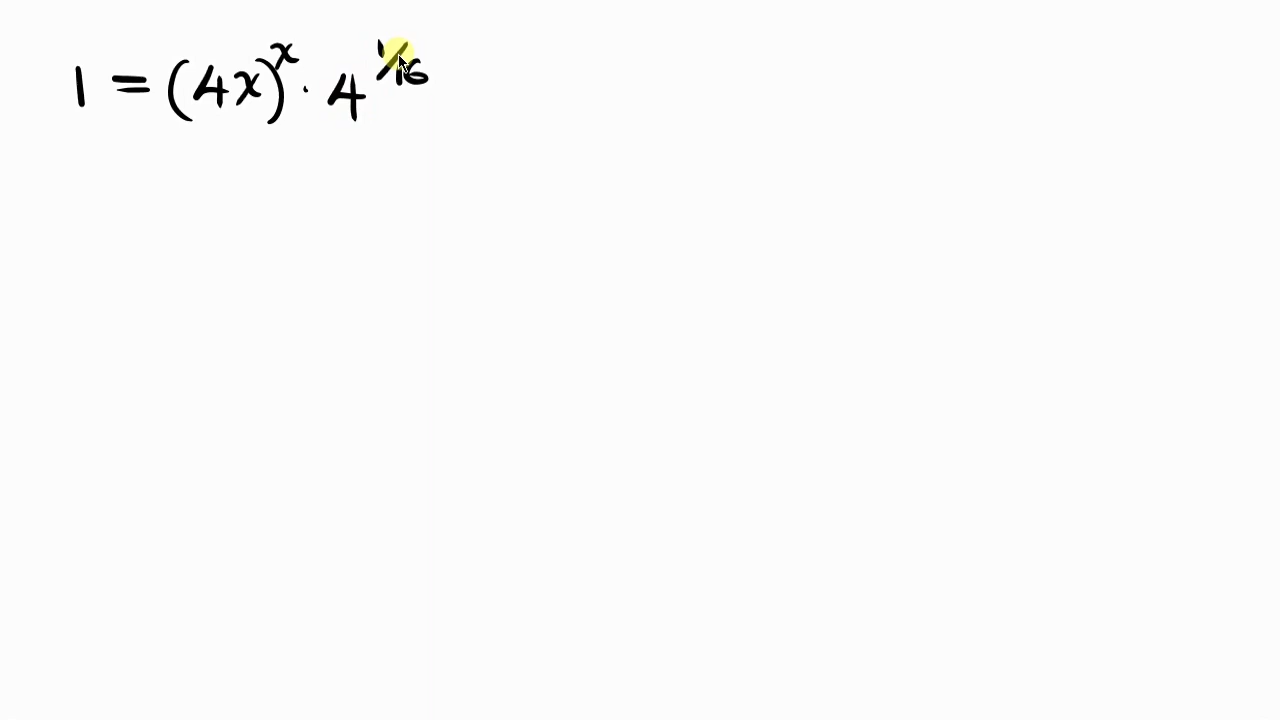 1 = (4x)^x · 4^{1/16}